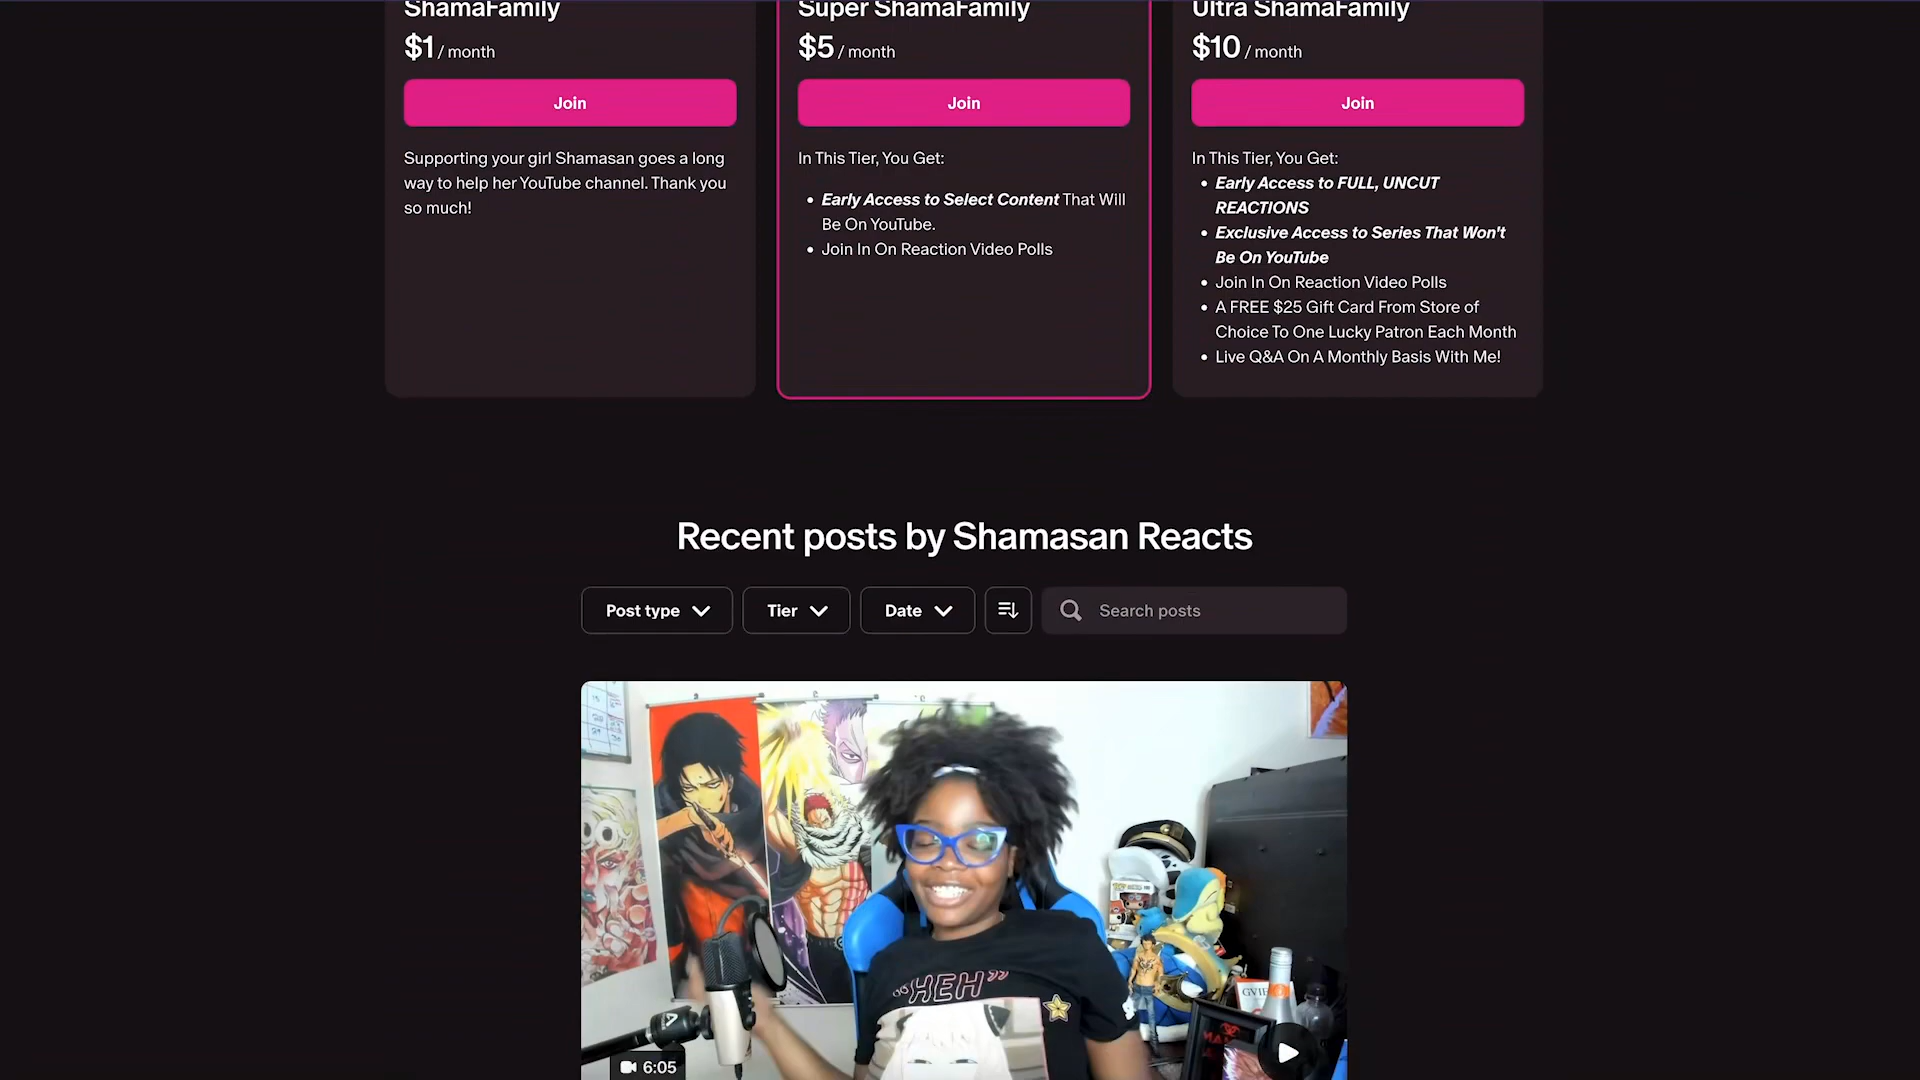 ShamaFamily
$1 / month
Join
Supporting your girl Shamasan goes a long
way to help her YouTube channel. Thank you
so much!
Super ShamaFamily
$5 / month
Join
In This Tier, You Get:
Early Access to Select Content That Will
Be On YouTube.
Join In On Reaction Video Polls
Ultra ShamaFamily
$10 / month
Join
In This Tier, You Get:
Early Access to FULL, UNCUT
REACTIONS
Exclusive Access to Series That Won't
Be On YouTube
Join In On Reaction Video Polls
A FREE $25 Gift Card From Store of
Choice To One Lucky Patron Each Month
Live Q&A On A Monthly Basis With Me!
Recent posts by Shamasan Reacts
Post type
Tier
Date
Search posts
"HEH"
6:05